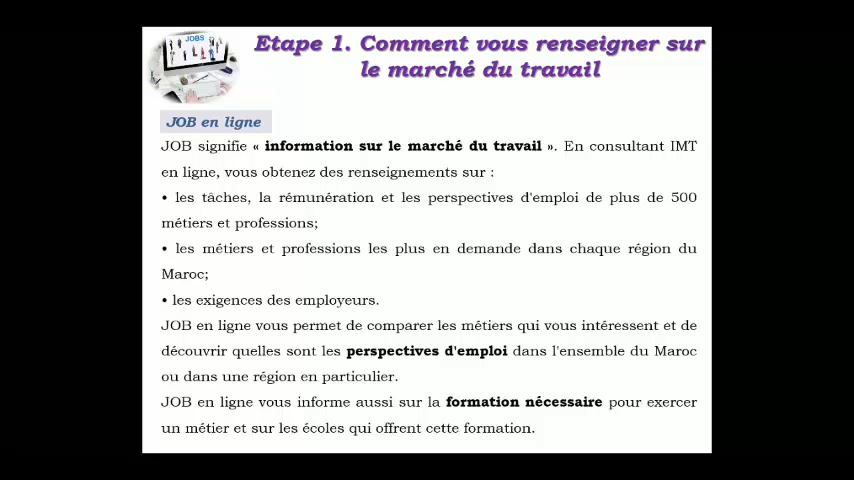 JOBS
Etape 1. Comment vous renseigner sur
le marché du travail
JOB en ligne
JOB signifie « information sur le marché du travail ». En consultant IMT
en ligne, vous obtenez des renseignements sur :
• les tâches, la rémunération et les perspectives d'emploi de plus de 500
métiers et professions;
• les métiers et professions les plus en demande dans chaque région du
Maroc;
• les exigences des employeurs.
JOB en ligne vous permet de comparer les métiers qui vous intéressent et de
découvrir quelles sont les perspectives d'emploi dans l'ensemble du Maroc
ou dans une région en particulier.
JOB en ligne vous informe aussi sur la formation nécessaire pour exercer
un métier et sur les écoles qui offrent cette formation.